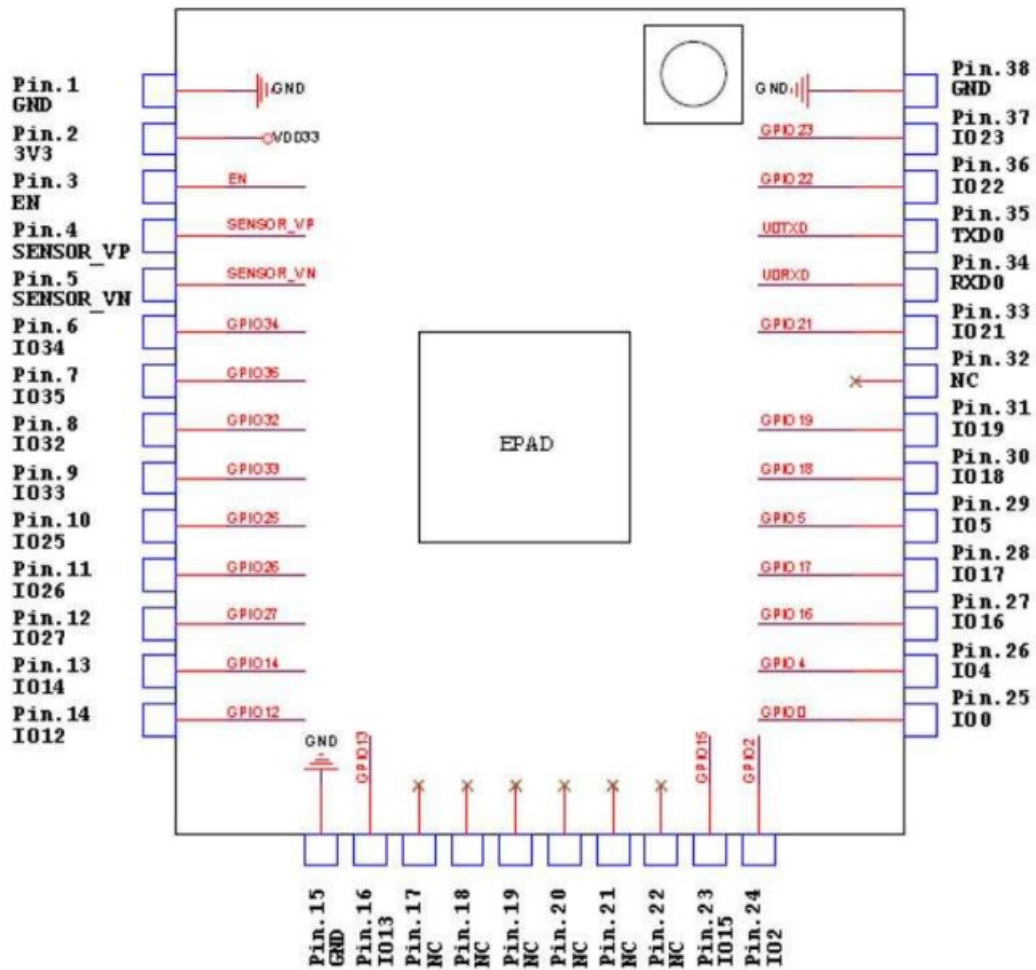 Pin.1
GND
GND
Pin.2
3V3
VDD33
Pin.3
EN
EN
Pin.4
SENSOR_VP
SENSOR_VP
Pin.5
SENSOR_VN
SENSOR_VN
Pin.6
IO34
GPIO34
Pin.7
IO35
GPIO35
Pin.8
IO32
GPIO32
Pin.9
IO33
GPIO33
Pin.10
IO25
GPIO25
Pin.11
IO26
GPIO26
Pin.12
IO27
GPIO27
Pin.13
IO14
GPIO14
Pin.14
IO12
GPIO12
EPAD
GND
Pin.38
GND
GPIO23
Pin.37
IO23
GPIO22
Pin.36
IO22
U0TXD
Pin.35
TXD0
U0RXD
Pin.34
RXD0
GPIO21
Pin.33
IO21
Pin.32
NC
GPIO19
Pin.31
IO19
GPIO18
Pin.30
IO18
GPIO5
Pin.29
IO5
GPIO17
Pin.28
IO17
GPIO16
Pin.27
IO16
GPIO4
Pin.26
IO4
GPIO0
Pin.25
IO0
GND
GPIO13
GPIO15
GPIO2
Pin.15
GND
Pin.16
IO13
Pin.17
NC
Pin.18
NC
Pin.19
NC
Pin.20
NC
Pin.21
NC
Pin.22
NC
Pin.23
IO15
Pin.24
IO2